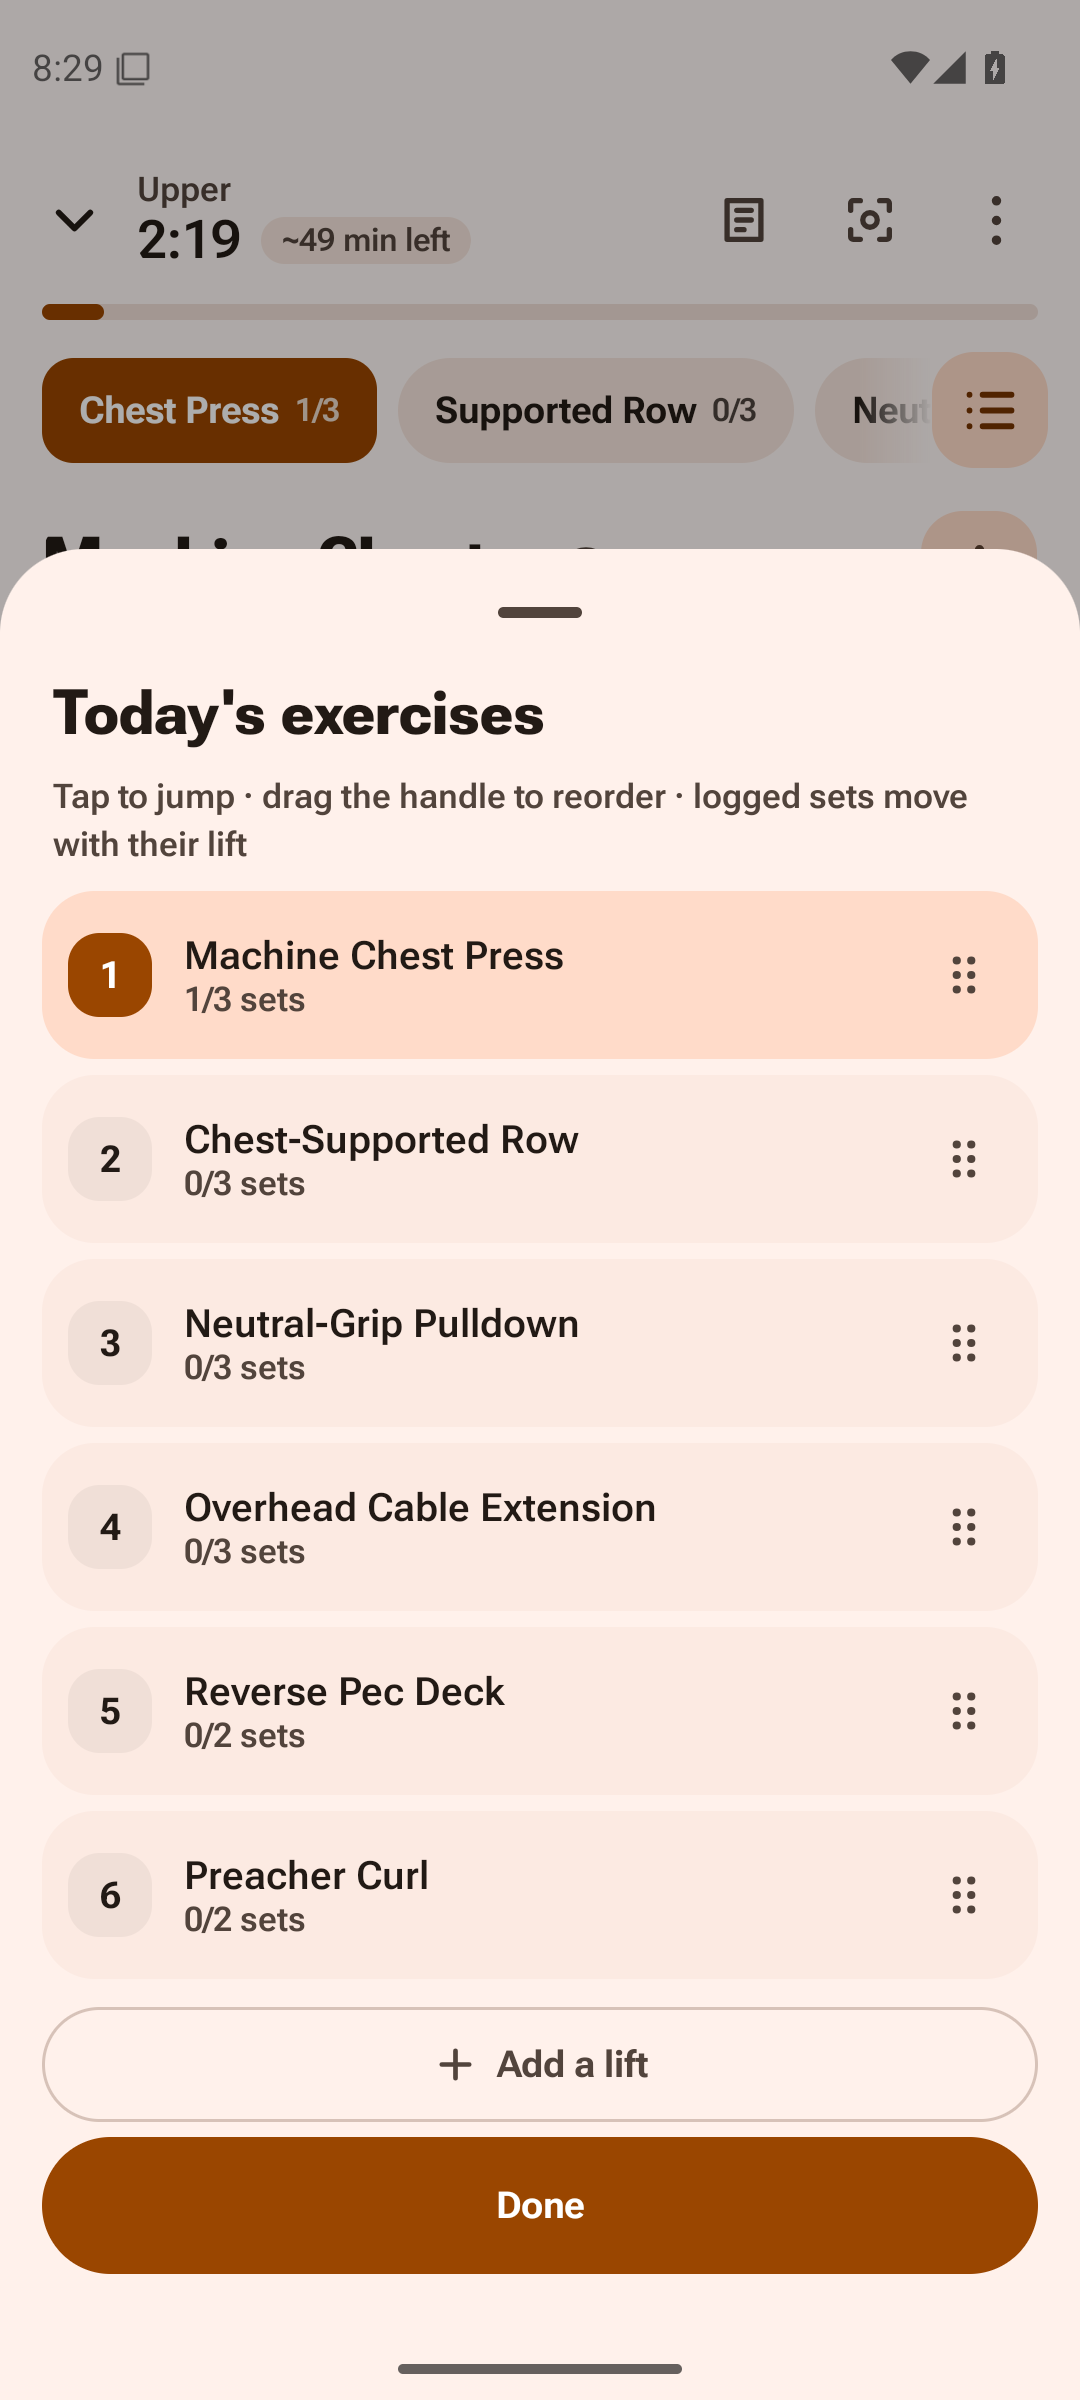 8:29
Upper
2:19 ~49 min left
Chest Press 1/3 Supported Row 0/3 Neut
Today's exercises
Tap to jump · drag the handle to reorder · logged sets move
with their lift
1 Machine Chest Press
1/3 sets
2 Chest-Supported Row
0/3 sets
3 Neutral-Grip Pulldown
0/3 sets
4 Overhead Cable Extension
0/3 sets
5 Reverse Pec Deck
0/2 sets
6 Preacher Curl
0/2 sets
+ Add a lift
Done